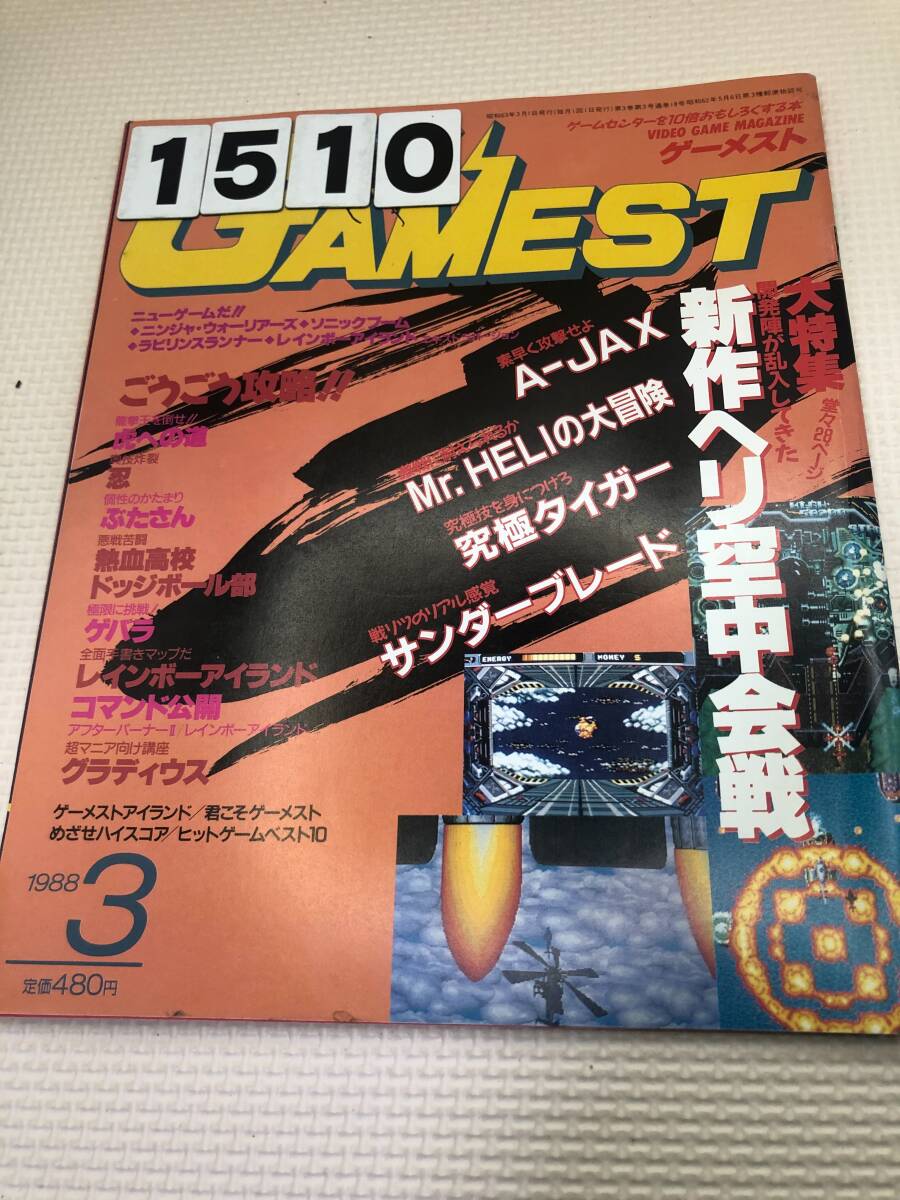 昭和63年3月1日発行(毎月1回1日発行)第3巻第3号通巻18号昭和62年5月6日第3種郵便物認可
ゲームセンターを10倍おもしろくする本
VIDEO GAME MAGAZINE
ゲーメスト
1510
GAMEST
ニューゲームだ!!
◆ニンジャ・ウォーリアーズ◆ソニックブーム
◆ラビリンスランナー◆レインボーアイランド
大特集
堂々28ページ
開発陣が乱入してきた
新作ヘリ空中会戦
素早く攻撃せよ
A-JAX
Mr.HELIの大冒険
究極技を身につけろ
究極タイガー
戦りつのリアル感覚
サンダーブレード
ごうごう攻略!!
虎への道
忍
個性のかたまり
ぶたさん
悪戦苦闘
熱血高校
ドッジボール部
極限に挑戦!
ゲバラ
全面手書きマップだ
レインボーアイランド
コマンド公開
アフターバーナーII/レインボーアイランド
超マニア向け講座
グラディウス
ゲーメストアイランド/君こそゲーメスト
めざせハイスコア/ヒットゲームベスト10
1988
3
定価480円
ENERGY
MONEY S